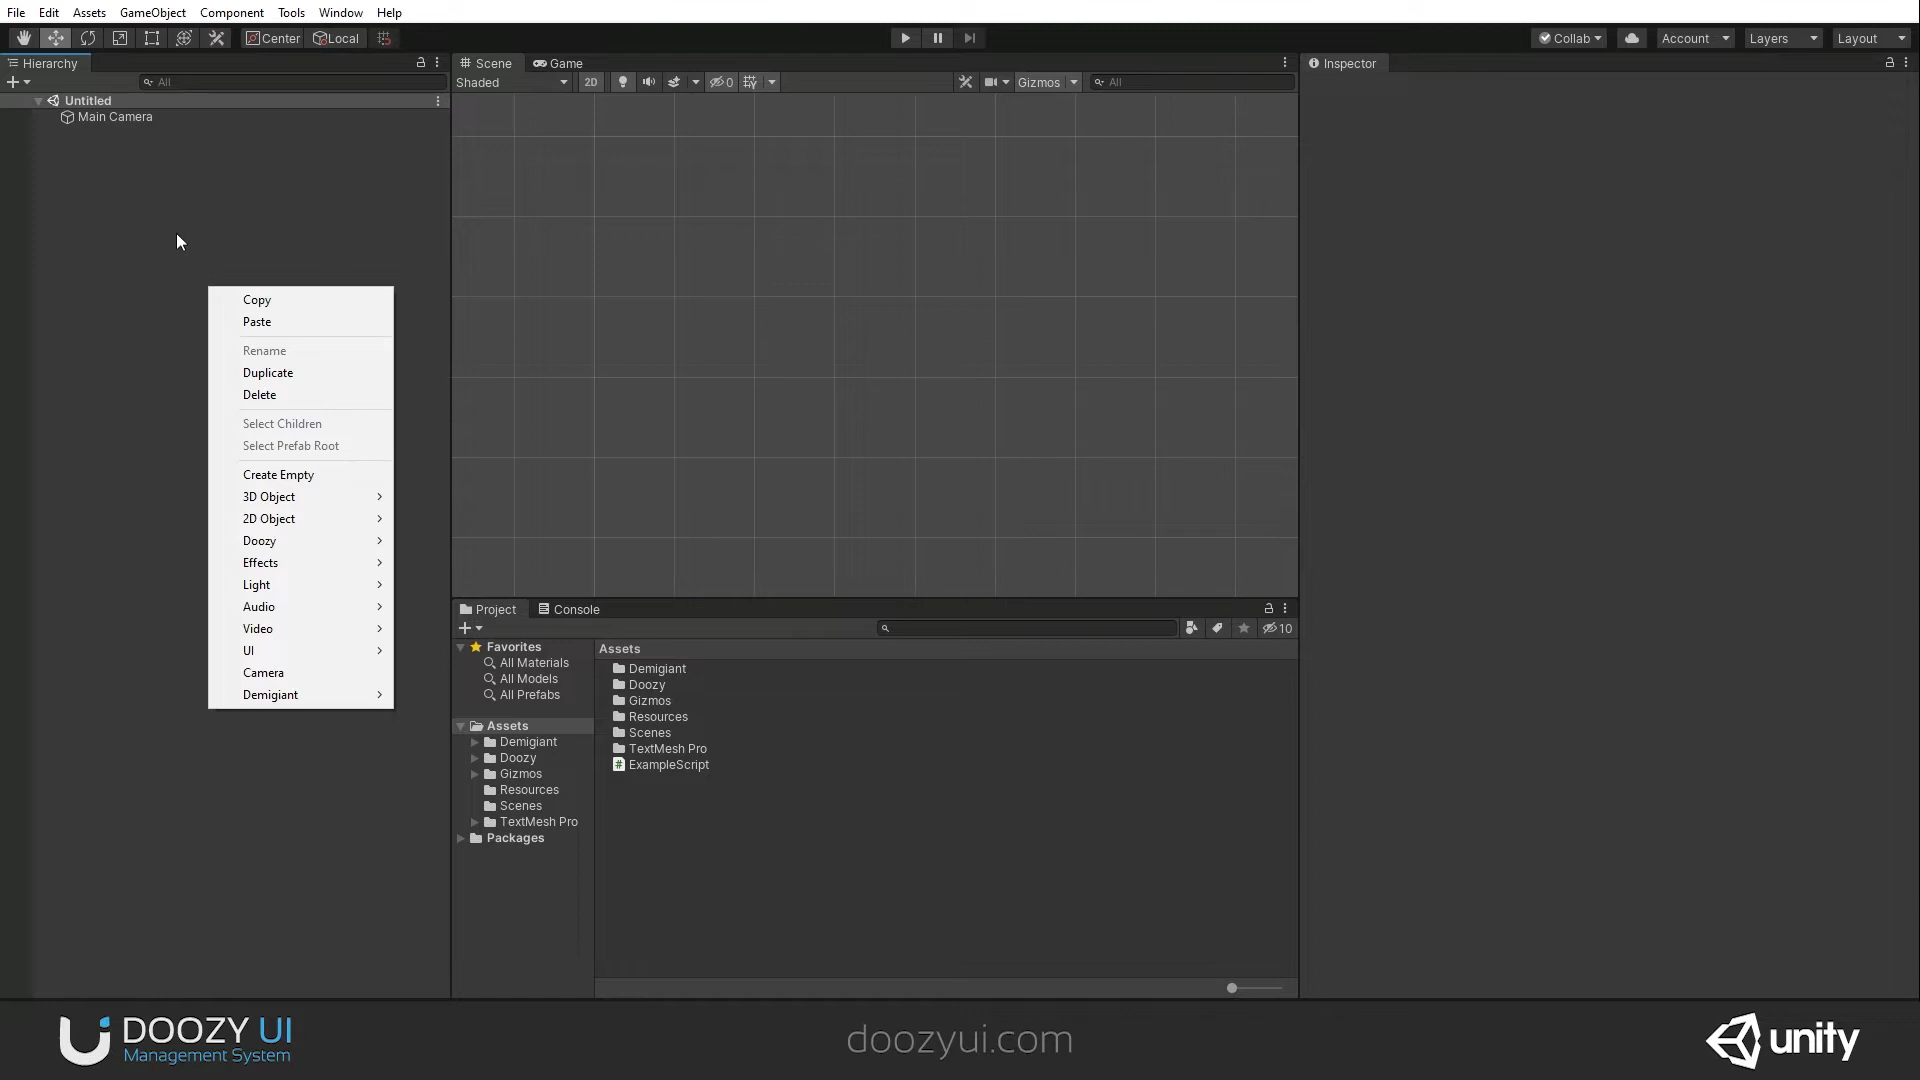 File Edit Assets GameObject Component Tools Window Help
Center Local
Collab Account Layers Layout
Hierarchy
All
Untitled
Main Camera
Copy
Paste
Rename
Duplicate
Delete
Select Children
Select Prefab Root
Create Empty
3D Object
2D Object
Doozy
Effects
Light
Audio
Video
UI
Camera
Demigiant
Scene Game
Shaded 2D 0 Gizmos All
Inspector
Project Console
10
Favorites
All Materials
All Models
All Prefabs
Assets
Demigiant
Doozy
Gizmos
Resources
Scenes
TextMesh Pro
Packages
Assets
Demigiant
Doozy
Gizmos
Resources
Scenes
TextMesh Pro
ExampleScript
DOOZY UI
Management System
doozyui.com
unity